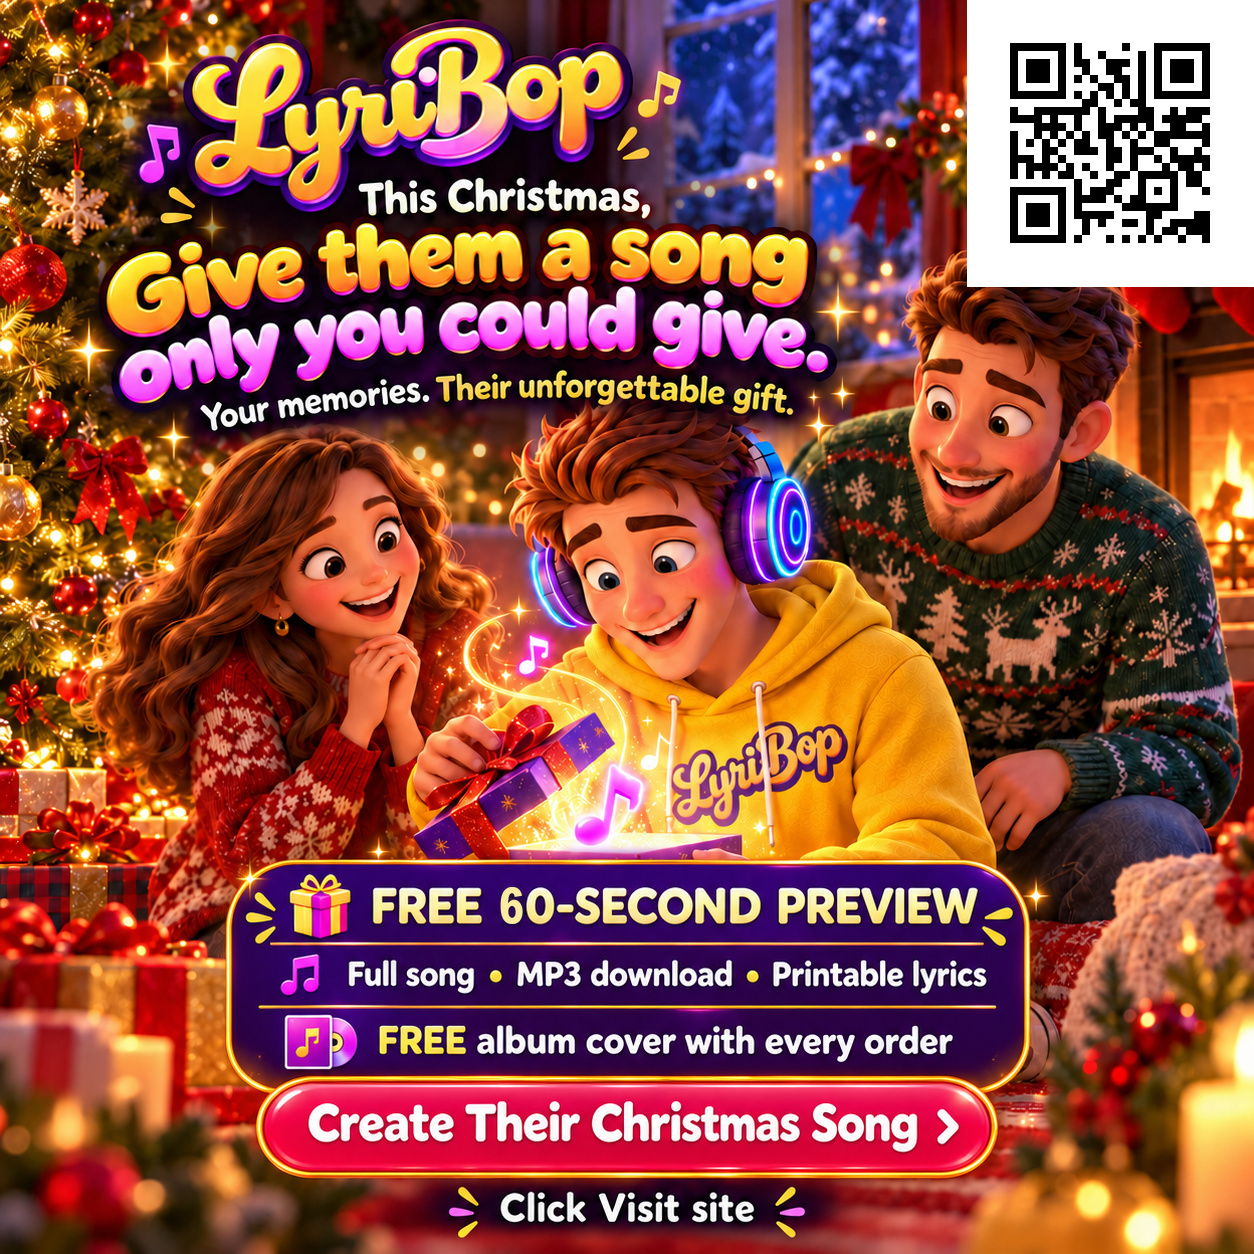 LyriBop
This Christmas,
Give them a song
only you could give.
Your memories. Their unforgettable gift.
LyriBop
FREE 60-SECOND PREVIEW
Full song • MP3 download • Printable lyrics
FREE album cover with every order
Create Their Christmas Song >
Click Visit site